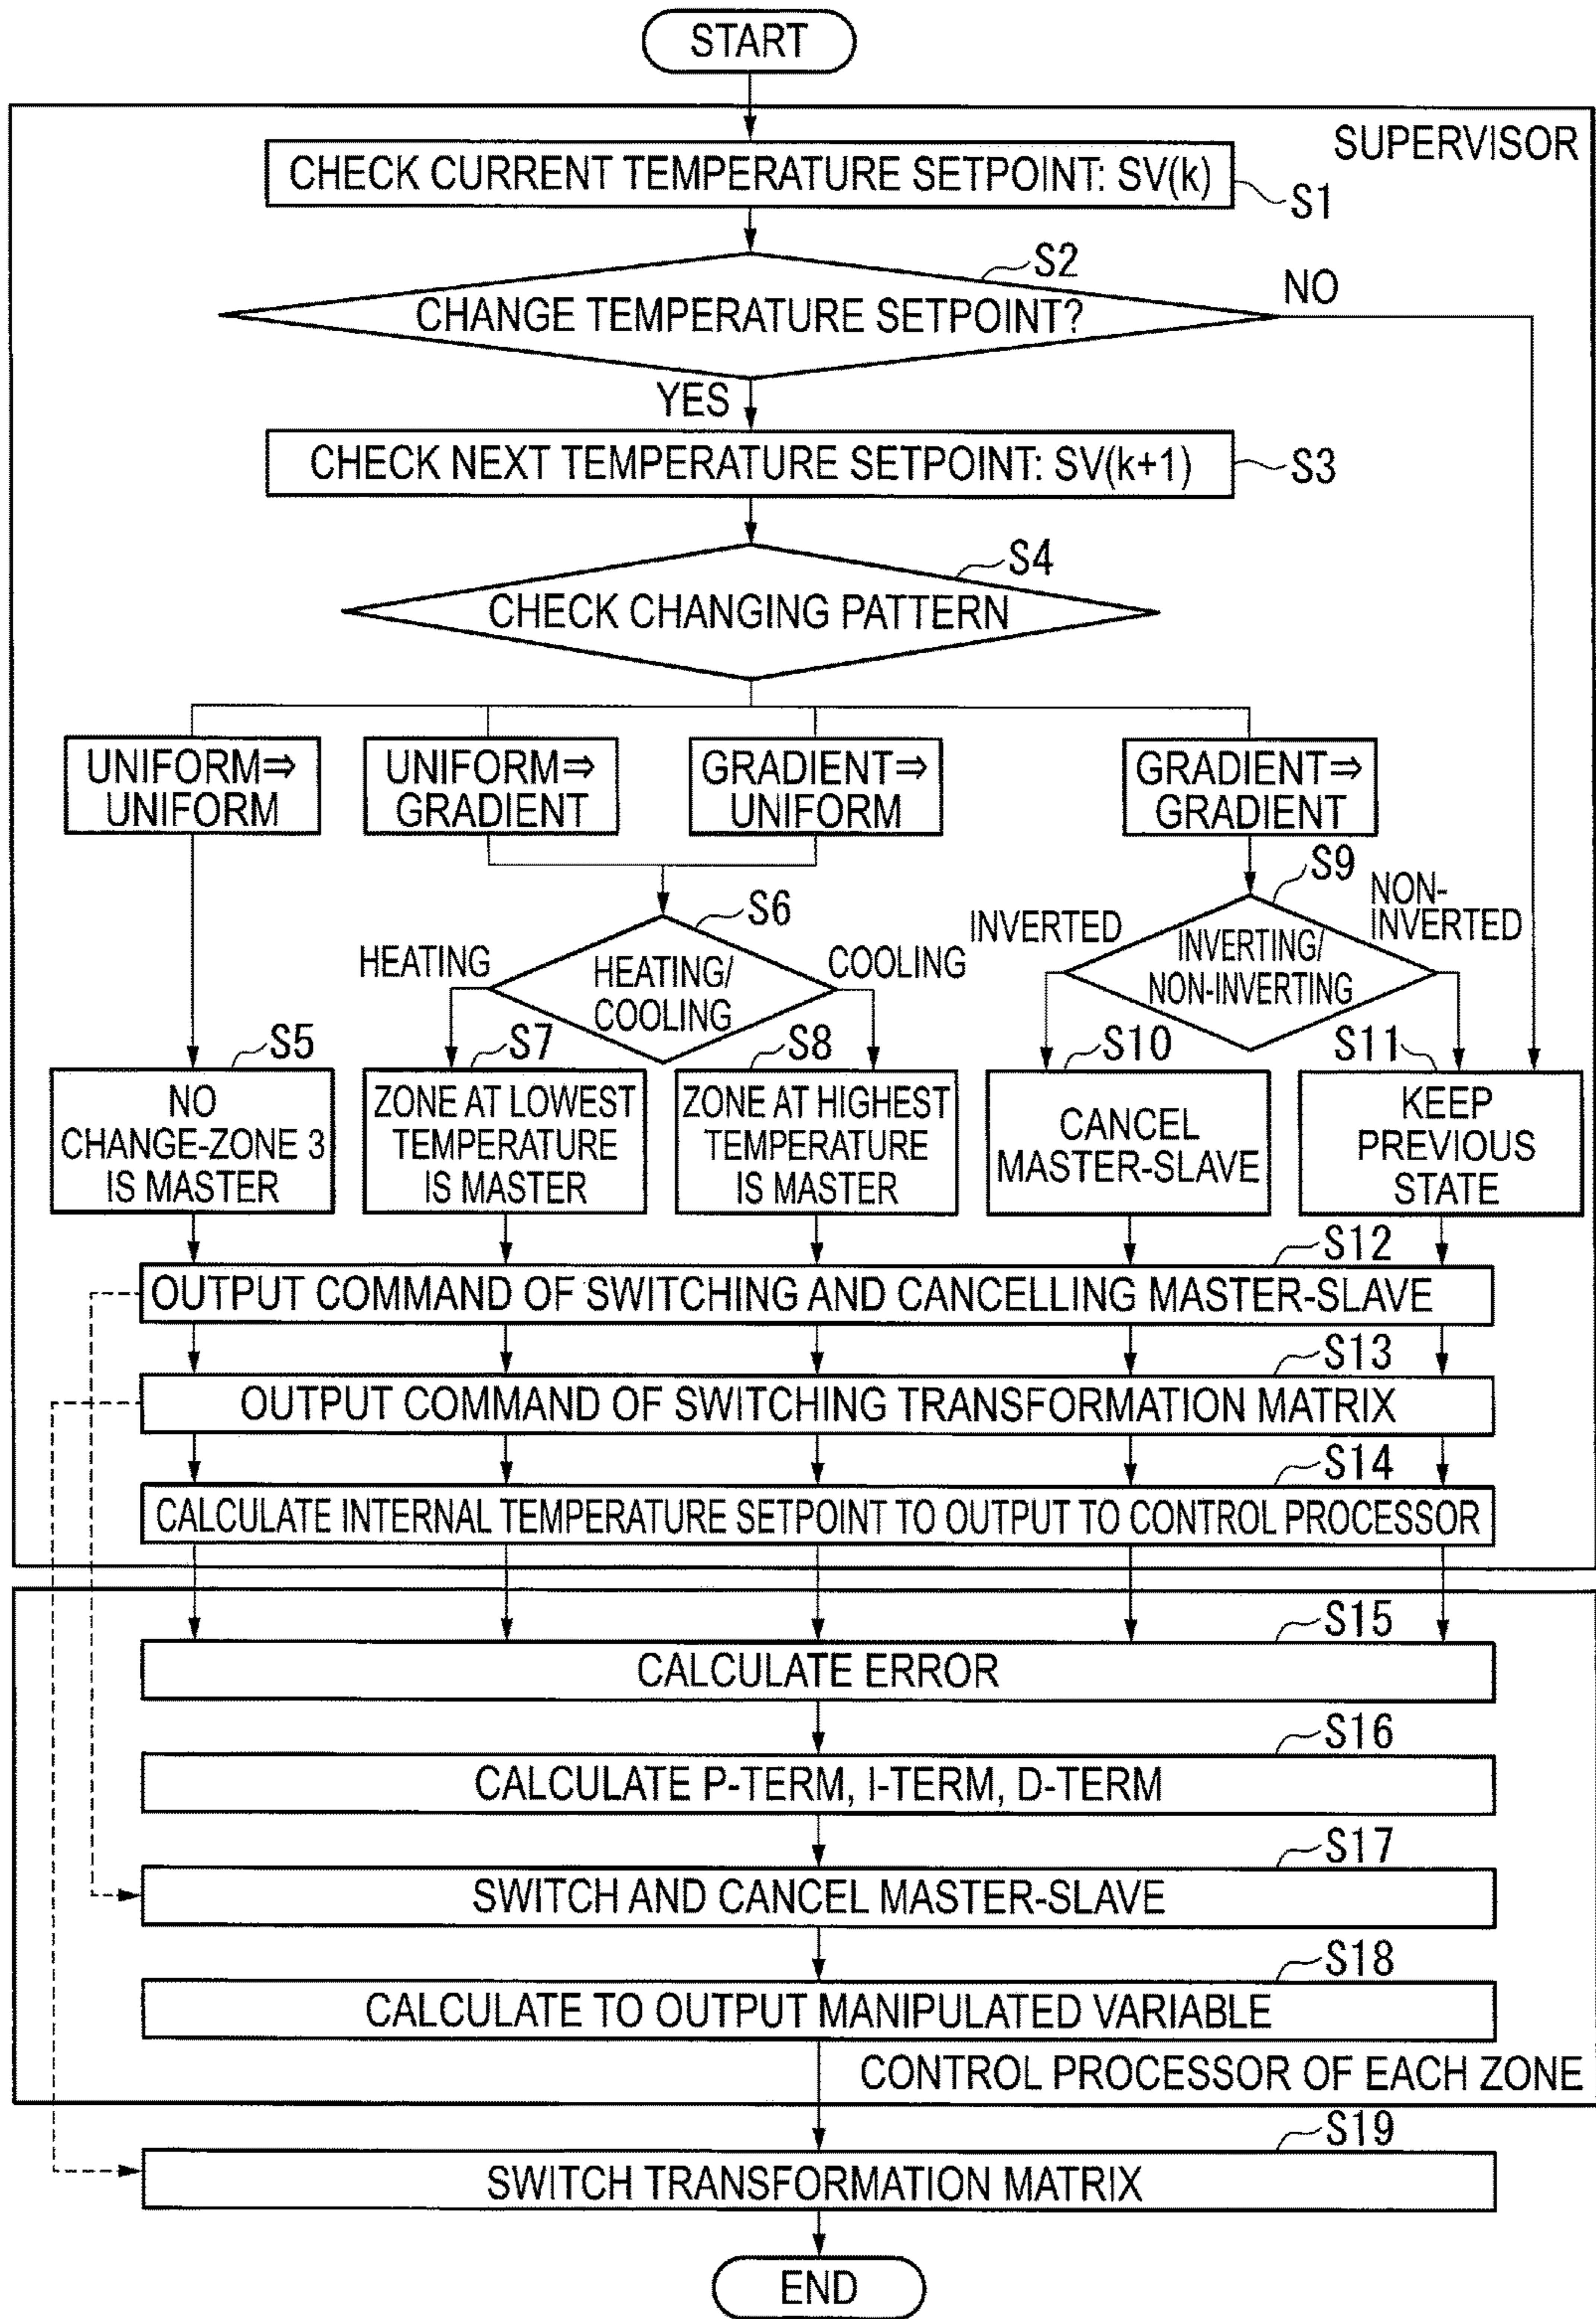 START
SUPERVISOR
CHECK CURRENT TEMPERATURE SETPOINT: SV(k)
S1
S2
CHANGE TEMPERATURE SETPOINT?
NO
YES
CHECK NEXT TEMPERATURE SETPOINT: SV(k+1)
S3
S4
CHECK CHANGING PATTERN
UNIFORM⇒
UNIFORM
UNIFORM⇒
GRADIENT
GRADIENT⇒
UNIFORM
GRADIENT⇒
GRADIENT
S6
HEATING
HEATING/
COOLING
COOLING
S9
INVERTED
INVERTING/
NON-INVERTING
NON-
INVERTED
S5
NO
CHANGE-ZONE 3
IS MASTER
S7
ZONE AT LOWEST
TEMPERATURE
IS MASTER
S8
ZONE AT HIGHEST
TEMPERATURE
IS MASTER
S10
CANCEL
MASTER-SLAVE
S11
KEEP
PREVIOUS
STATE
S12
OUTPUT COMMAND OF SWITCHING AND CANCELLING MASTER-SLAVE
S13
OUTPUT COMMAND OF SWITCHING TRANSFORMATION MATRIX
S14
CALCULATE INTERNAL TEMPERATURE SETPOINT TO OUTPUT TO CONTROL PROCESSOR
S15
CALCULATE ERROR
S16
CALCULATE P-TERM, I-TERM, D-TERM
S17
SWITCH AND CANCEL MASTER-SLAVE
S18
CALCULATE TO OUTPUT MANIPULATED VARIABLE
CONTROL PROCESSOR OF EACH ZONE
S19
SWITCH TRANSFORMATION MATRIX
END